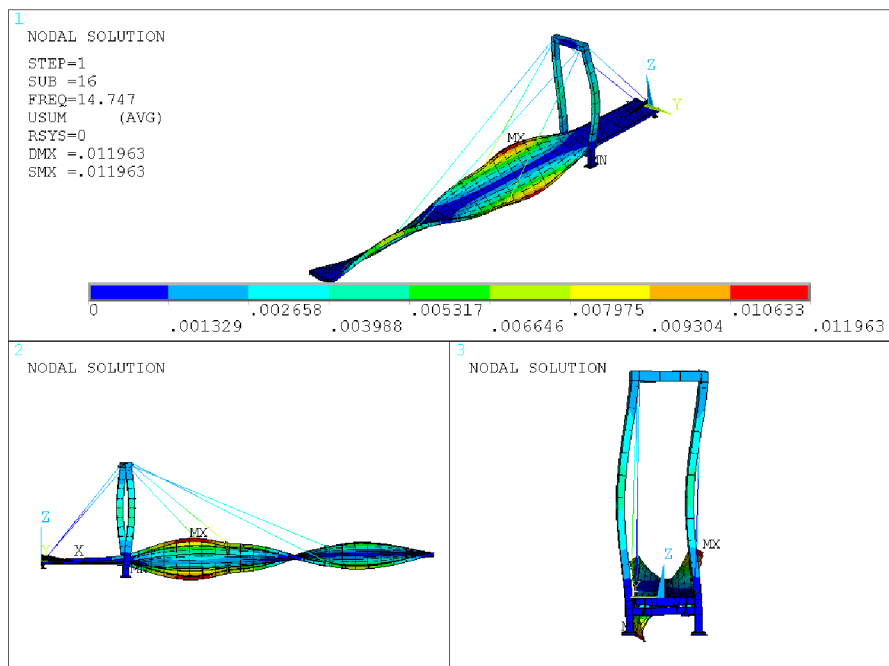 1
NODAL SOLUTION
STEP=1
SUB =16
FREQ=14.747
USUM (AVG)
RSYS=0
DMX =.011963
SMX =.011963
Z
Y
MX
0 .002658 .005317 .007975 .010633
.001329 .003988 .006646 .009304 .011963
2
NODAL SOLUTION
Z
X
MX
3
NODAL SOLUTION
Z
MX